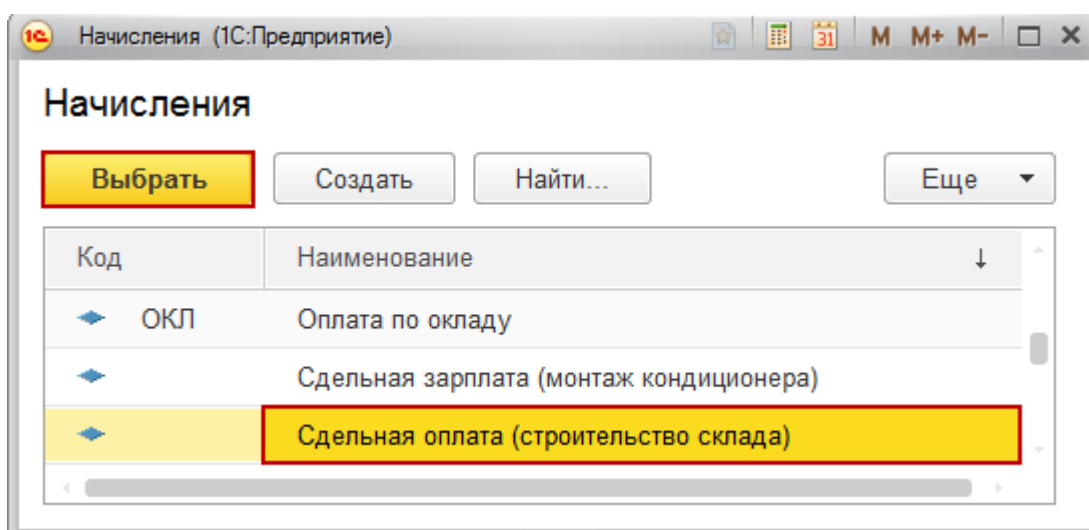 1С Начисления (1С:Предприятие) 31 M M+ M-
Начисления
Выбрать Создать Найти... Еще
Код Наименование ↓
ОКЛ Оплата по окладу
Сдельная зарплата (монтаж кондиционера)
Сдельная оплата (строительство склада)